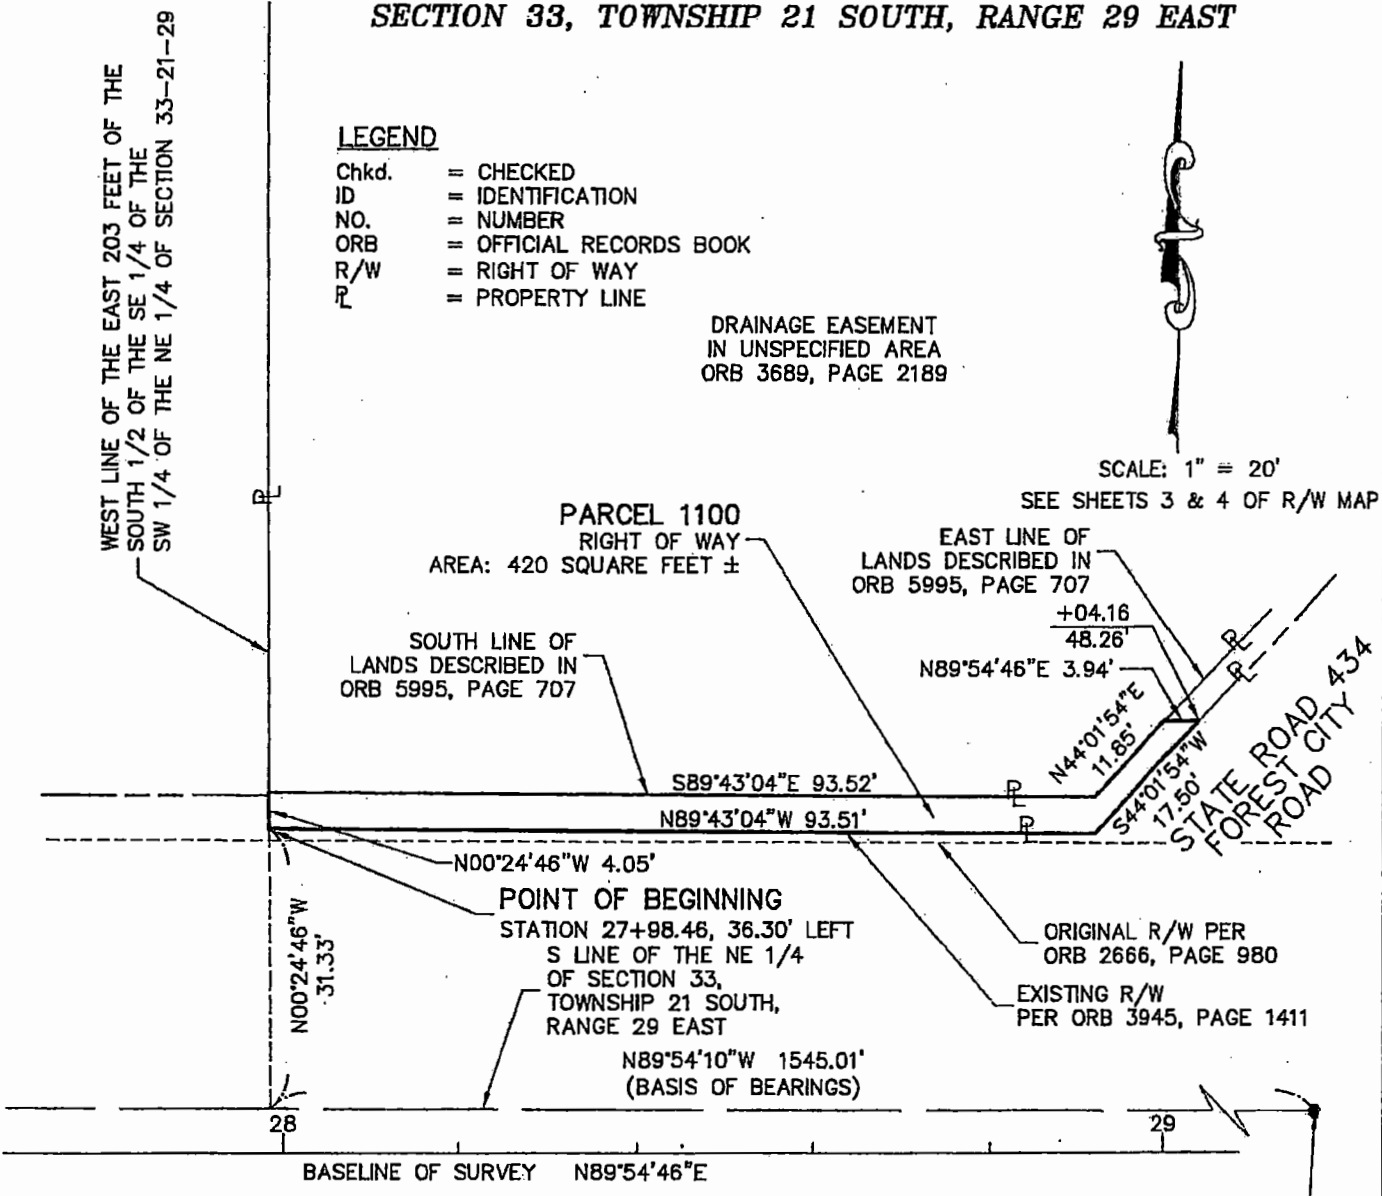 SECTION 33, TOWNSHIP 21 SOUTH, RANGE 29 EAST
WEST LINE OF THE EAST 203 FEET OF THE
SOUTH 1/2 OF THE SE 1/4 OF THE
SW 1/4 OF THE NE 1/4 OF SECTION 33-21-29
LEGEND
Chkd. = CHECKED
ID = IDENTIFICATION
NO. = NUMBER
ORB = OFFICIAL RECORDS BOOK
R/W = RIGHT OF WAY
PL = PROPERTY LINE
DRAINAGE EASEMENT
IN UNSPECIFIED AREA
ORB 3689, PAGE 2189
SCALE: 1" = 20'
SEE SHEETS 3 & 4 OF R/W MAP
PL
PARCEL 1100
RIGHT OF WAY
AREA: 420 SQUARE FEET ±
EAST LINE OF
LANDS DESCRIBED IN
ORB 5995, PAGE 707
+04.16
48.26'
N89°54'46"E 3.94'
SOUTH LINE OF
LANDS DESCRIBED IN
ORB 5995, PAGE 707
PL
PL
N44°01'54"E
11.85'
S44°01'54"W
17.50'
STATE ROAD 434
FOREST CITY
ROAD
S89°43'04"E 93.52'
PL
N89°43'04"W 93.51'
PL
N00°24'46"W 4.05'
POINT OF BEGINNING
STATION 27+98.46, 36.30' LEFT
S LINE OF THE NE 1/4
OF SECTION 33,
TOWNSHIP 21 SOUTH,
RANGE 29 EAST
N00°24'46"W
31.33'
ORIGINAL R/W PER
ORB 2666, PAGE 980
EXISTING R/W
PER ORB 3945, PAGE 1411
N89°54'10"W 1545.01'
(BASIS OF BEARINGS)
28
29
BASELINE OF SURVEY N89°54'46"E